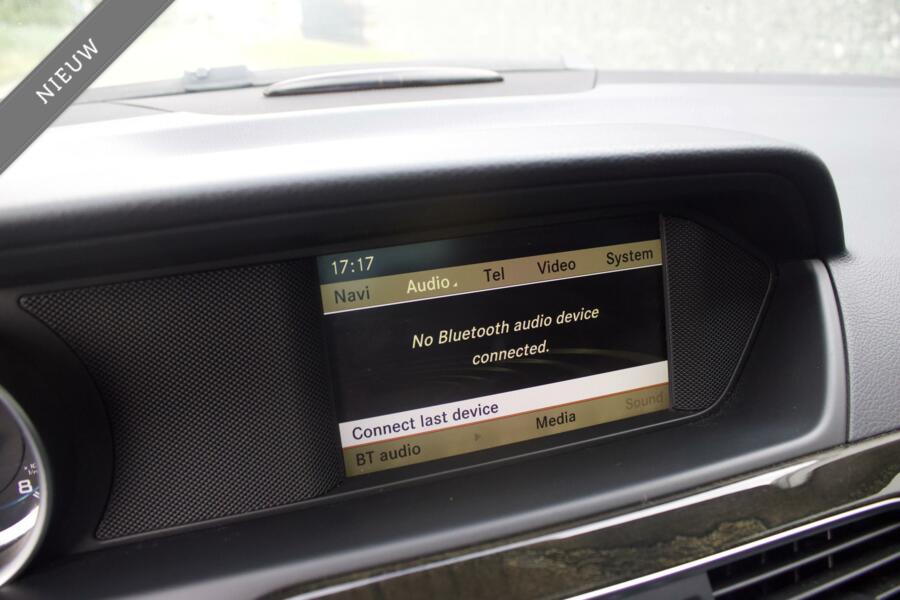 NIEUW
17:17
Navi Audio Tel Video System
No Bluetooth audio device
connected.
Connect last device
BT audio Media Sound
8